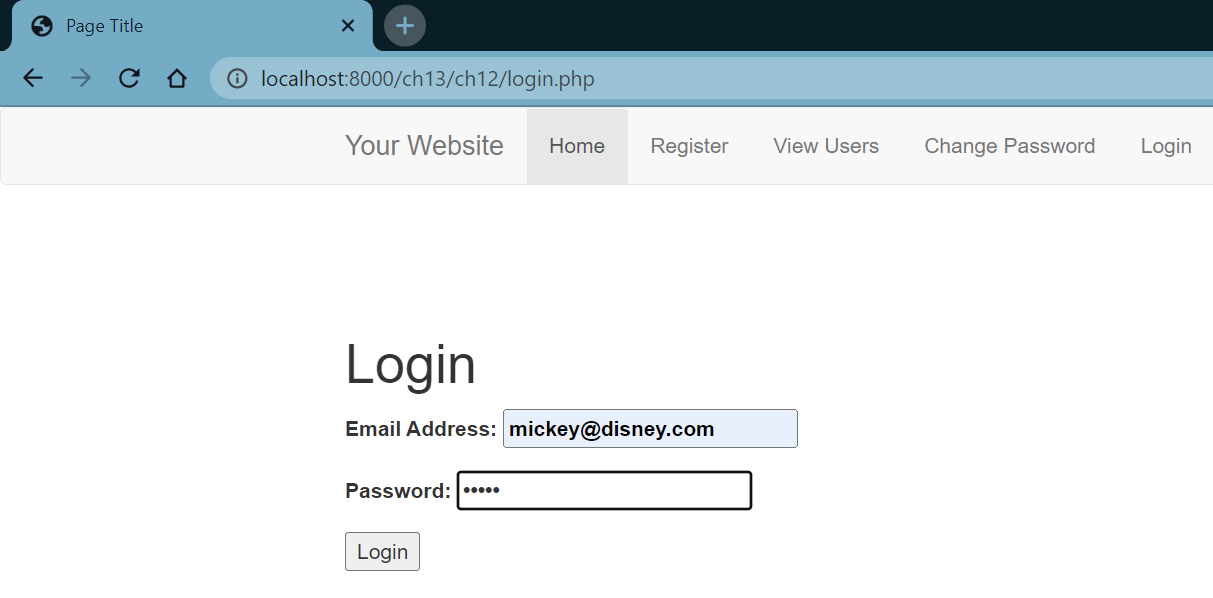 Page Title
localhost:8000/ch13/ch12/login.php
Your Website Home Register View Users Change Password Login
Login
Email Address: mickey@disney.com
Password: •••••
Login